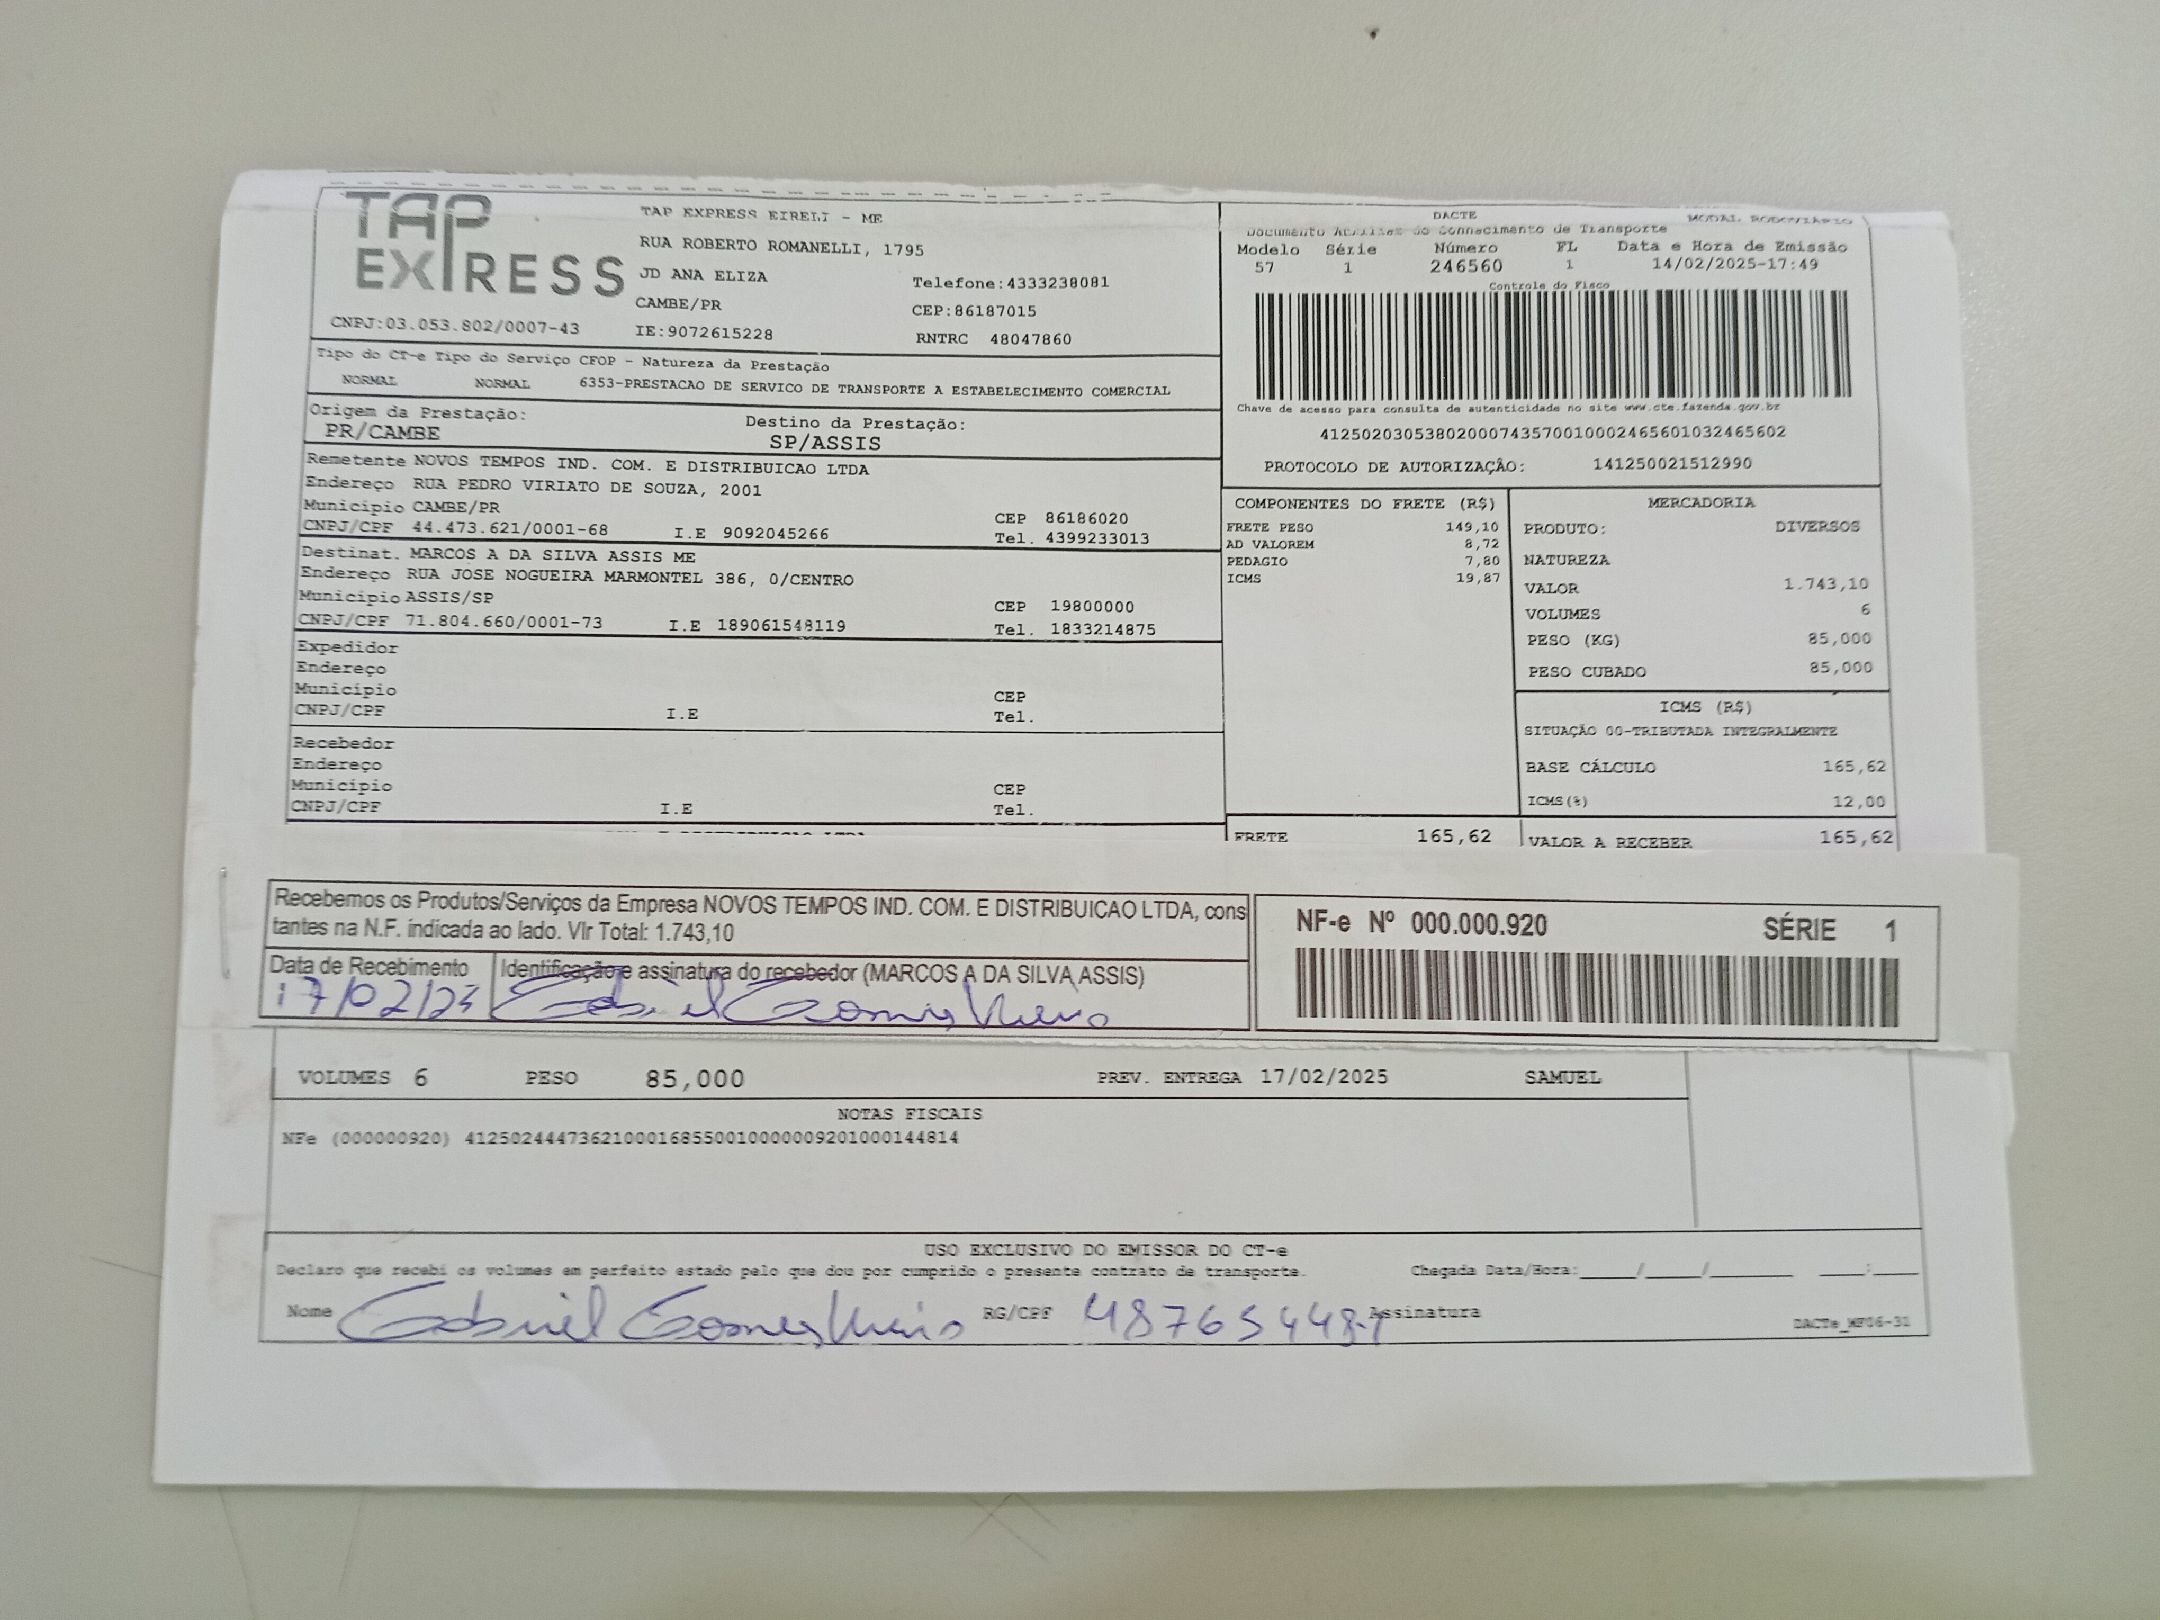 TAP EXPRESS
TAP EXPRESS EIRELI - ME
RUA ROBERTO ROMANELLI, 1795
JD ANA ELIZA Telefone:4333238081
CAMBE/PR CEP:86187015
CNPJ:03.053.802/0007-43 IE:9072615228 RNTRC 48047860
Tipo do CT-e Tipo do Serviço CFOP - Natureza da Prestação
NORMAL NORMAL 6353-PRESTACAO DE SERVICO DE TRANSPORTE A ESTABELECIMENTO COMERCIAL
Origem da Prestação: Destino da Prestação:
PR/CAMBE SP/ASSIS
Remetente NOVOS TEMPOS IND. COM. E DISTRIBUICAO LTDA
Endereço RUA PEDRO VIRIATO DE SOUZA, 2001
Município CAMBE/PR CEP 86186020
CNPJ/CPF 44.473.621/0001-68 I.E 9092045266 Tel. 4399233013
Destinat. MARCOS A DA SILVA ASSIS ME
Endereço RUA JOSE NOGUEIRA MARMONTEL 386, 0/CENTRO
Município ASSIS/SP CEP 19800000
CNPJ/CPF 71.804.660/0001-73 I.E 189061548119 Tel. 1833214875
Expedidor
Endereço
Município CEP
CNPJ/CPF I.E Tel.
Recebedor
Endereço
Município CEP
CNPJ/CPF I.E Tel.
DACTE MODAL RODOVIÁRIO
Documento Auxiliar do Conhecimento de Transporte
Modelo Série Número FL Data e Hora de Emissão
57 1 246560 1 14/02/2025-17:49
Controle do Fisco
Chave de acesso para consulta de autenticidade no site www.cte.fazenda.gov.br
41250203053802000743570010002465601032465602
PROTOCOLO DE AUTORIZAÇÃO: 141250021512990
COMPONENTES DO FRETE (R$)
FRETE PESO 149,10
AD VALOREM 8,72
PEDAGIO 7,80
ICMS 19,87
MERCADORIA
PRODUTO: DIVERSOS
NATUREZA
VALOR 1.743,10
VOLUMES 6
PESO (KG) 85,000
PESO CUBADO 85,000
ICMS (R$)
SITUAÇÃO 00-TRIBUTADA INTEGRALMENTE
BASE CÁLCULO 165,62
ICMS(%) 12,00
FRETE 165,62 VALOR A RECEBER 165,62
Recebemos os Produtos/Serviços da Empresa NOVOS TEMPOS IND. COM. E DISTRIBUICAO LTDA, cons
tantes na N.F. indicada ao lado. Vlr Total: 1.743,10
Data de Recebimento Identificação e assinatura do recebedor (MARCOS A DA SILVA ASSIS)
17/02/25 Gabriel Gomes
NF-e Nº 000.000.920 SÉRIE 1
VOLUMES 6 PESO 85,000 PREV. ENTREGA 17/02/2025 SAMUEL
NOTAS FISCAIS
NFe (000000920) 41250244473621000168550010000009201000144814
USO EXCLUSIVO DO EMISSOR DO CT-e
Declaro que recebi os volumes em perfeito estado pelo que dou por cumprido o presente contrato de transporte. Chegada Data/Hora:____/____/______ ____:____
Nome Gabriel Gomes RG/CPF Assinatura
DACTe_MF06-31